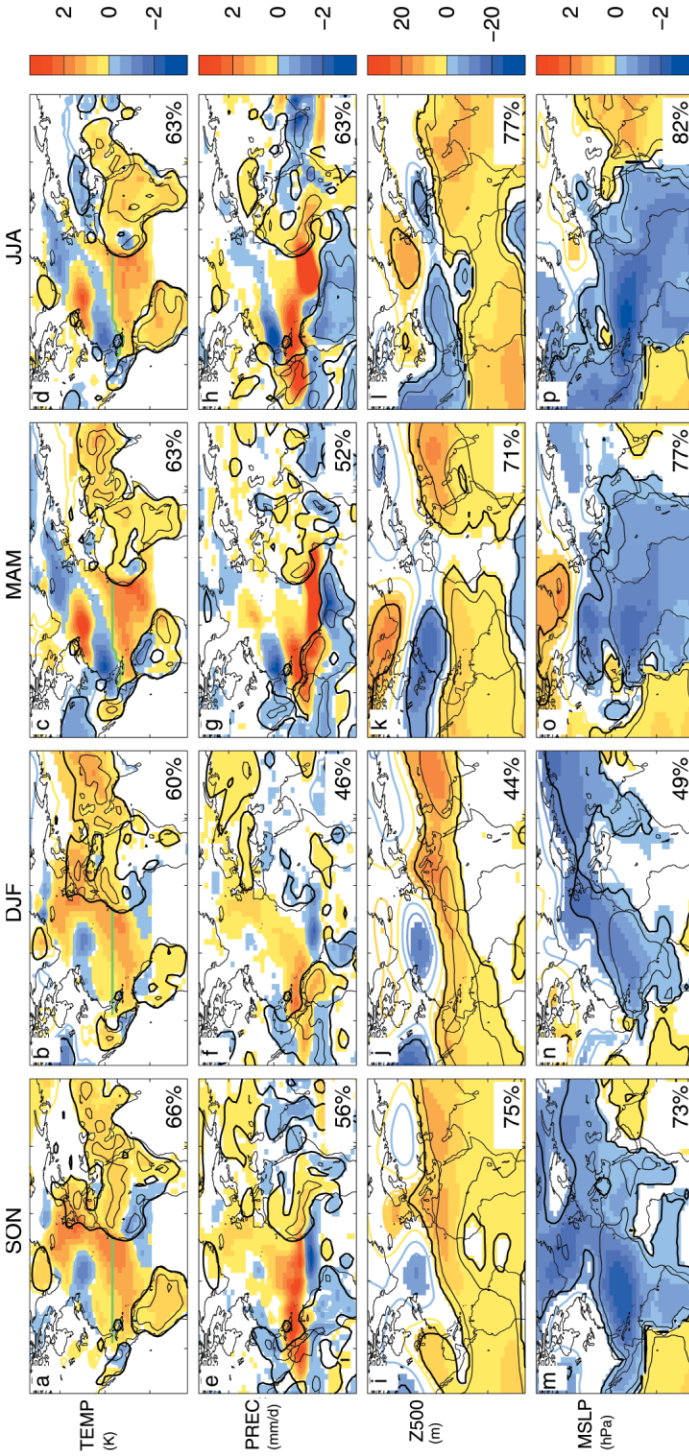 SON
DJF
MAM
JJA
TEMP
(K)
a
66%
b
60%
c
63%
d
63%
2
0
−2
PREC
(mm/d)
e
56%
f
46%
g
52%
h
63%
2
0
−2
Z500
(m)
i
75%
j
44%
k
71%
l
77%
20
0
−20
MSLP
(hPa)
m
73%
n
49%
o
77%
p
82%
2
0
−2